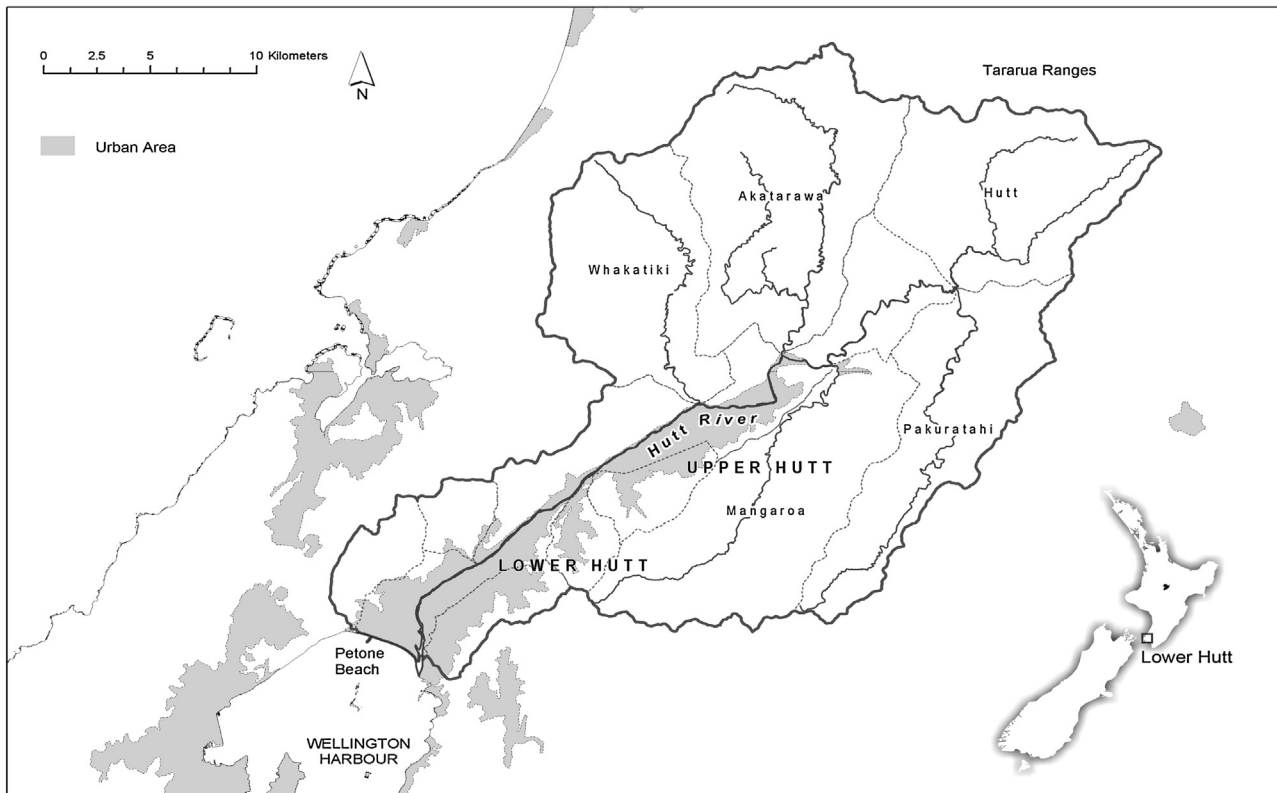 0 2.5 5 10 Kilometers
N
Urban Area
Tararua Ranges
Akatarawa
Hutt
Whakatiki
Hutt River
Pakuratahi
UPPER HUTT
Mangaroa
LOWER HUTT
Petone
Beach
Lower Hutt
WELLINGTON
HARBOUR